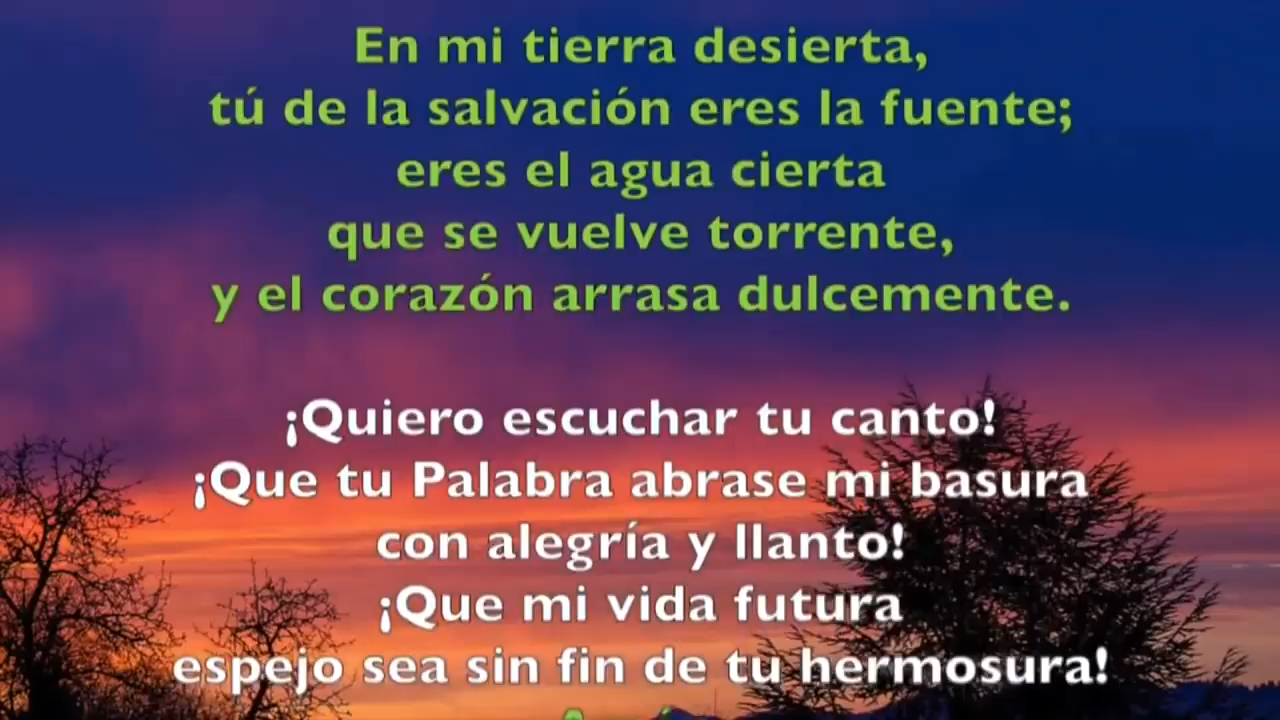 En mi tierra desierta,
tú de la salvación eres la fuente;
eres el agua cierta
que se vuelve torrente,
y el corazón arrasa dulcemente.
¡Quiero escuchar tu canto!
¡Que tu Palabra abrase mi basura
con alegría y llanto!
¡Que mi vida futura
espejo sea sin fin de tu hermosura!